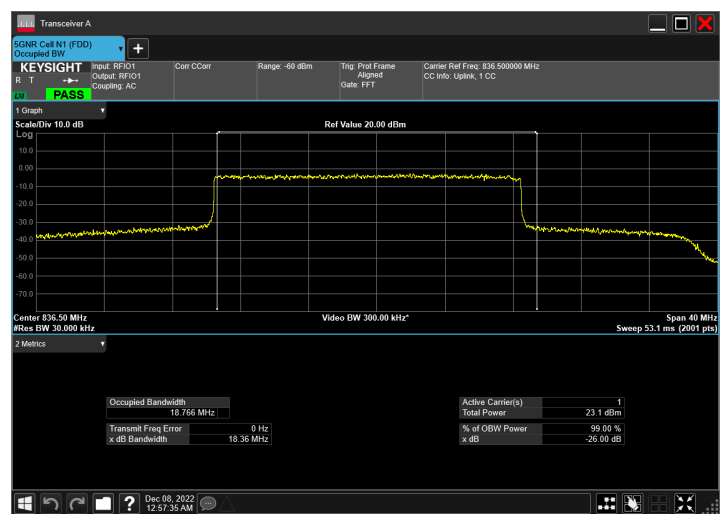 Transceiver A
5GNR Cell N1 (FDD)
Occupied BW
KEYSIGHT
R T
LNI
PASS
Input: RFIO1
Output: RFIO1
Coupling: AC
Corr CCorr
Range: -60 dBm
Trig: Prot Frame
Aligned
Gate: FFT
Carrier Ref Freq: 836.500000 MHz
CC Info: Uplink, 1 CC
1 Graph
Scale/Div 10.0 dB
Ref Value 20.00 dBm
Log
10.0
0.00
-10.0
-20.0
-30.0
-40.0
-50.0
-60.0
-70.0
Center 836.50 MHz
Video BW 300.00 kHz*
Span 40 MHz
#Res BW 30.000 kHz
Sweep 53.1 ms (2001 pts)
2 Metrics
Occupied Bandwidth
18.766 MHz
Active Carrier(s) 1
Total Power 23.1 dBm
Transmit Freq Error 0 Hz
x dB Bandwidth 18.36 MHz
% of OBW Power 99.00 %
x dB -26.00 dB
?
Dec 08, 2022
12:57:35 AM